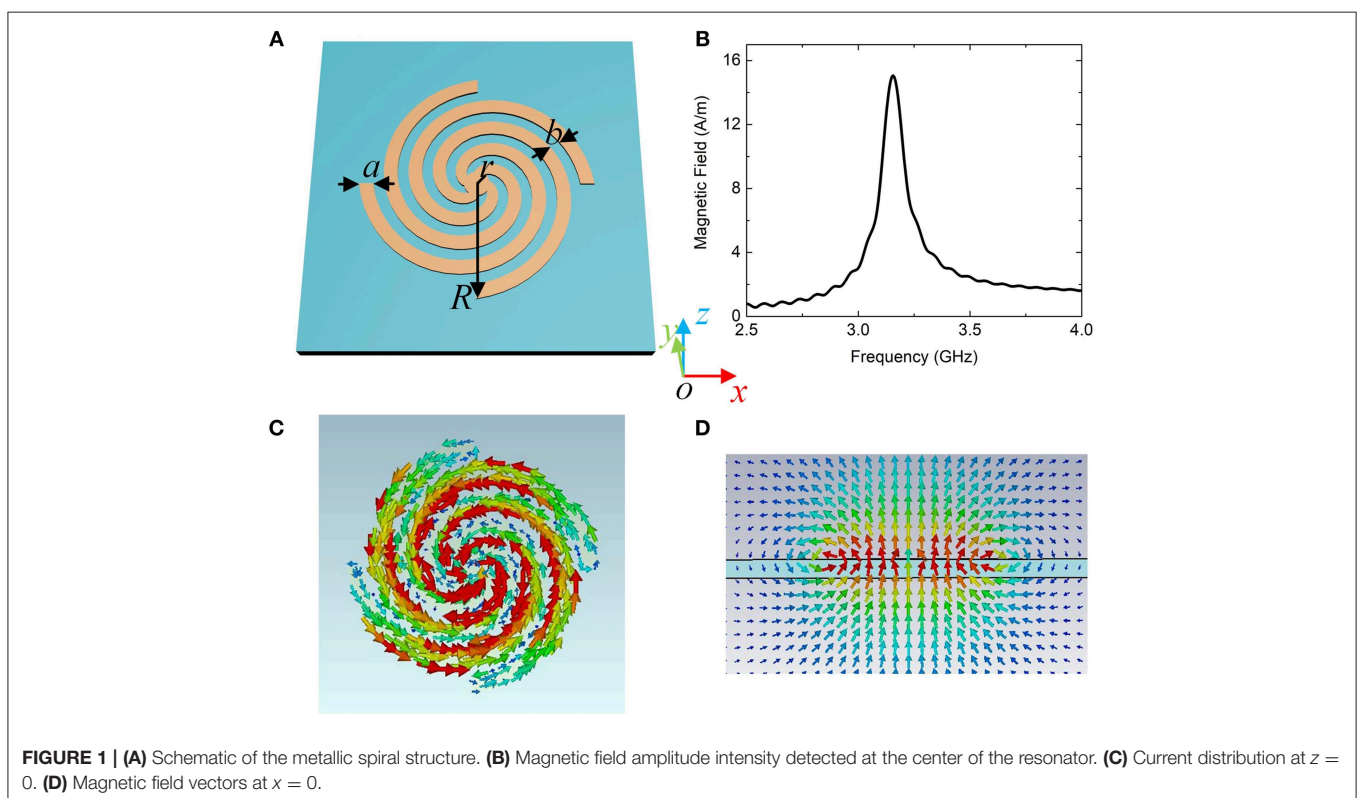 A
a
r
b
R
z
y
o
x
B
Magnetic Field (A/m)
16
12
8
4
0
2.5 3.0 3.5 4.0
Frequency (GHz)
C
D
FIGURE 1 | (A) Schematic of the metallic spiral structure. (B) Magnetic field amplitude intensity detected at the center of the resonator. (C) Current distribution at z =
0. (D) Magnetic field vectors at x = 0.